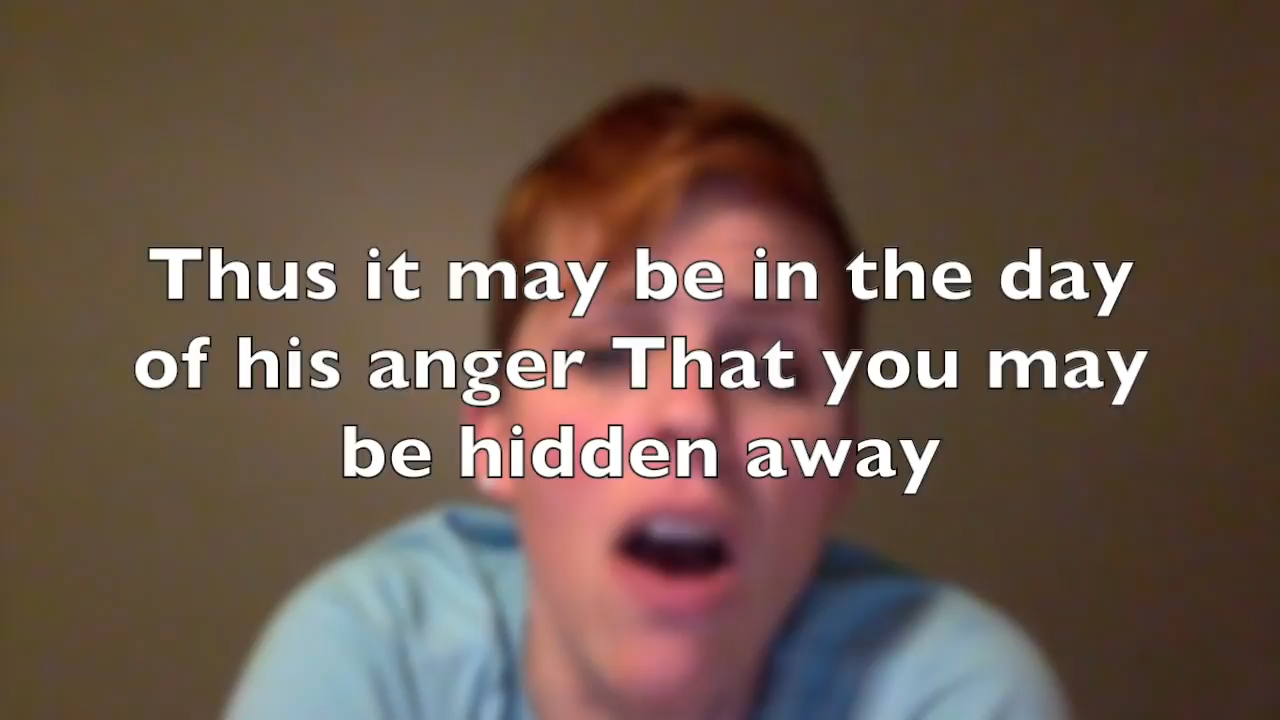 Thus it may be in the day
of his anger That you may
be hidden away